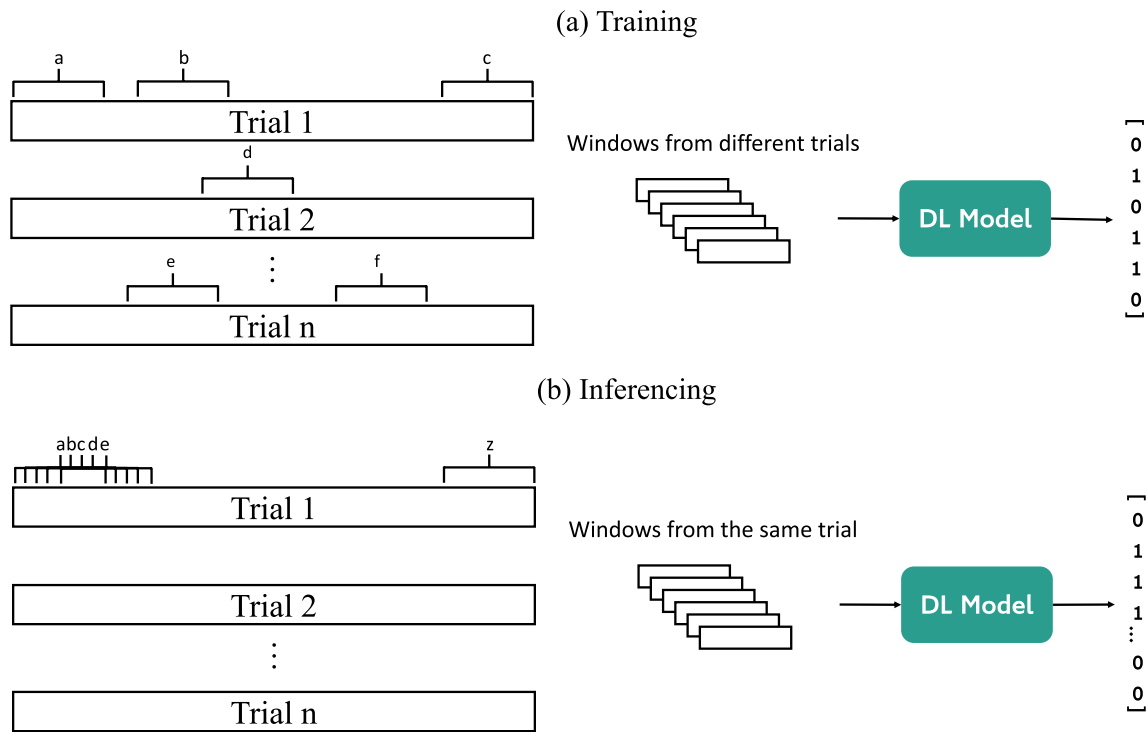 (a) Training
a
b
c
Trial 1
d
Trial 2
⋮
e
f
Trial n
Windows from different trials
DL Model
[
0
1
0
1
1
0
]
(b) Inferencing
abcde
z
Trial 1
Trial 2
⋮
Trial n
Windows from the same trial
DL Model
[
0
1
1
1
...
0
0
]